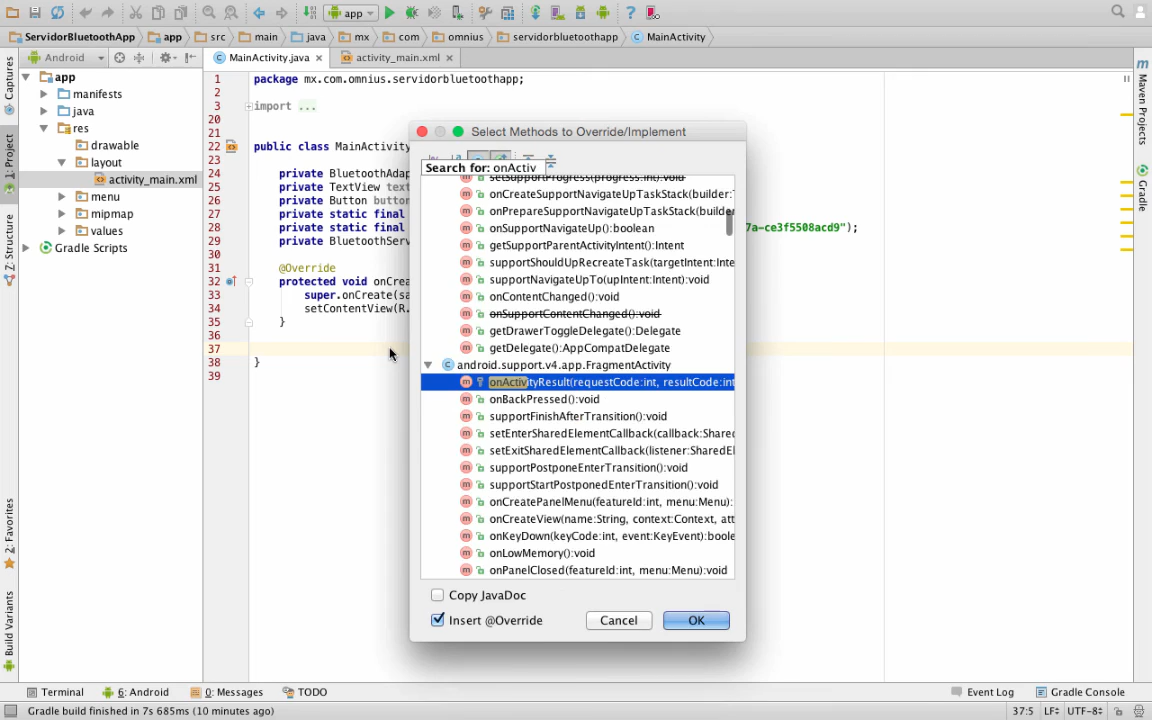 app
ServidorBluetoothApp app src main java mx com omnius servidorbluetoothapp MainActivity
Android
MainActivity.java
activity_main.xml
Captures
1: Project
Z: Structure
2: Favorites
Build Variants
app
manifests
java
res
drawable
layout
activity_main.xml
menu
mipmap
values
Gradle Scripts
1 package mx.com.omnius.servidorbluetoothapp;
2
3 import ...
20
21
22 public class MainActivity
23
24 private BluetoothAdap
25 private TextView text
26 private Button button
27 private static final
28 private static final 7a-ce3f5508acd9");
29 private BluetoothServ
30
31 @Override
32 protected void onCrea
33 super.onCreate(sa
34 setContentView(R.
35 }
36
37
38 }
39
Select Methods to Override/Implement
Search for: onActiv
setSupportProgress(progress:int):void
onCreateSupportNavigateUpTaskStack(builder:T
onPrepareSupportNavigateUpTaskStack(builder
onSupportNavigateUp():boolean
getSupportParentActivityIntent():Intent
supportShouldUpRecreateTask(targetIntent:Inte
supportNavigateUpTo(upIntent:Intent):void
onContentChanged():void
onSupportContentChanged():void
getDrawerToggleDelegate():Delegate
getDelegate():AppCompatDelegate
android.support.v4.app.FragmentActivity
onActivityResult(requestCode:int, resultCode:int
onBackPressed():void
supportFinishAfterTransition():void
setEnterSharedElementCallback(callback:Shared
setExitSharedElementCallback(listener:SharedEl
supportPostponeEnterTransition():void
supportStartPostponedEnterTransition():void
onCreatePanelMenu(featureId:int, menu:Menu):
onCreateView(name:String, context:Context, att
onKeyDown(keyCode:int, event:KeyEvent):boole
onLowMemory():void
onPanelClosed(featureId:int, menu:Menu):void
Copy JavaDoc
Insert @Override
Cancel
OK
Maven Projects
Gradle
Terminal
6: Android
0: Messages
TODO
Event Log
Gradle Console
Gradle build finished in 7s 685ms (10 minutes ago)
37:5 LF UTF-8